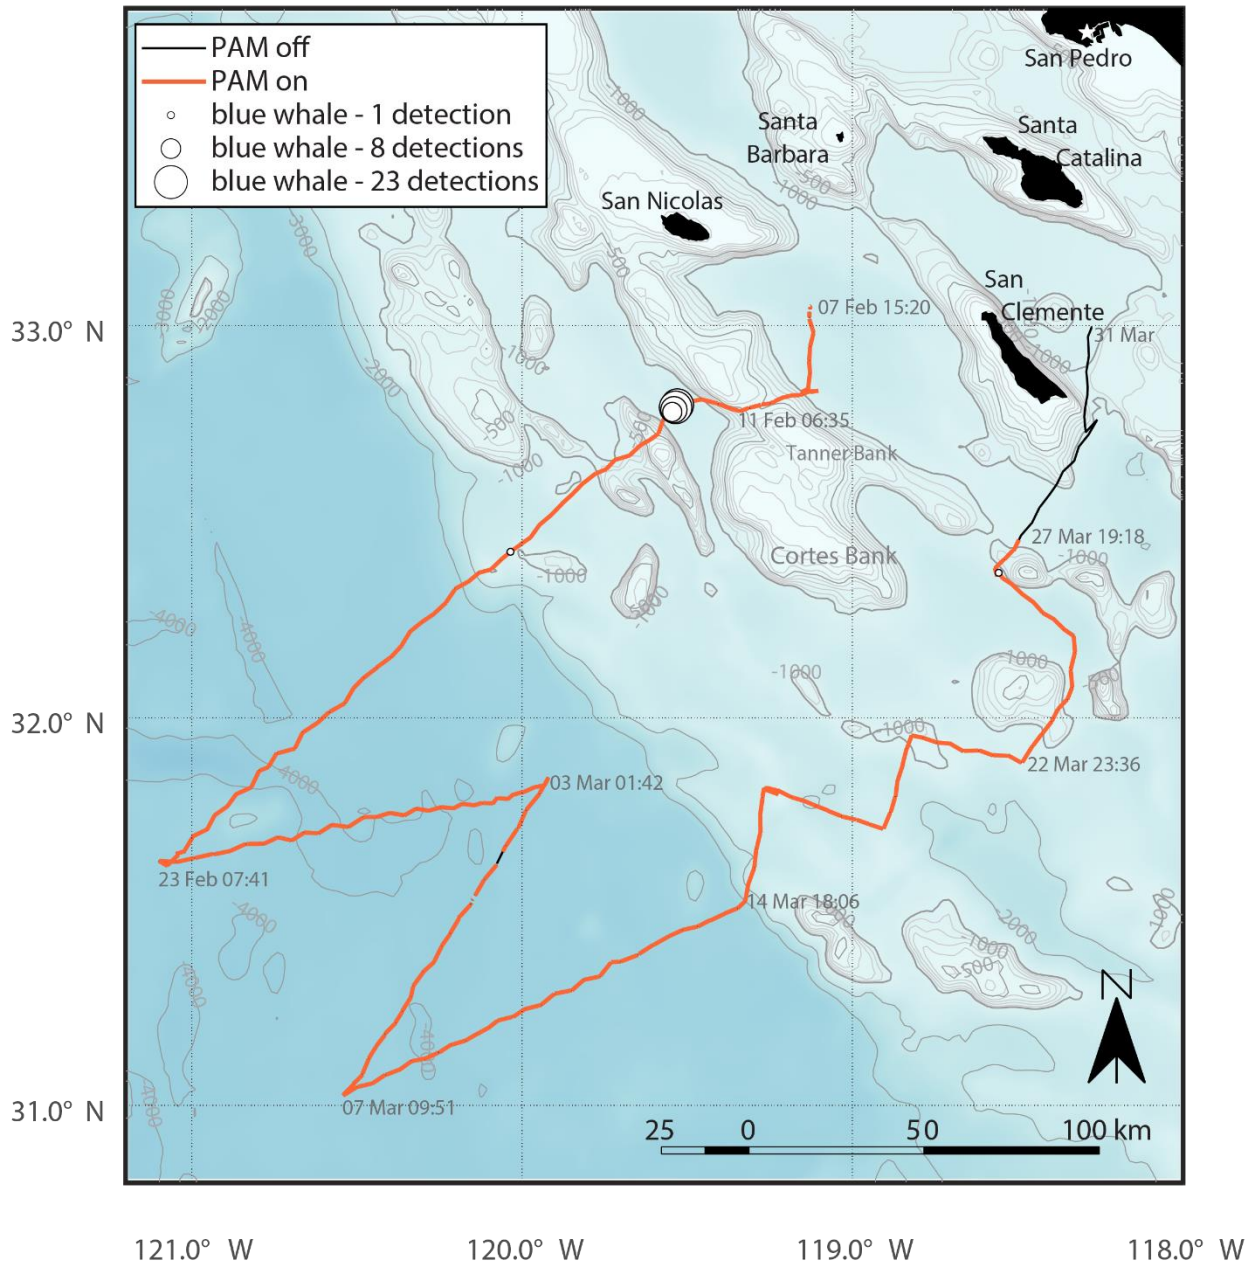 PAM off
PAM on
blue whale - 1 detection
blue whale - 8 detections
blue whale - 23 detections
San Pedro
Santa
Barbara
Santa
Catalina
San Nicolas
San
Clemente
07 Feb 15:20
31 Mar
11 Feb 06:35
Tanner Bank
Cortes Bank
27 Mar 19:18
22 Mar 23:36
03 Mar 01:42
23 Feb 07:41
14 Mar 18:06
07 Mar 09:51
-1000
-500
-1000
-3000
-3000
-2000
-2000
-500
-1000
-1000
-500
-500
-1000
-1000
-1000
-1000
-1000
-1000
-1000
-4000
-4000
-4000
-4000
-4000
-4000
-4000
-2000
-1000
-500
-1000
N
25 0 50 100 km
33.0° N
32.0° N
31.0° N
121.0° W
120.0° W
119.0° W
118.0° W